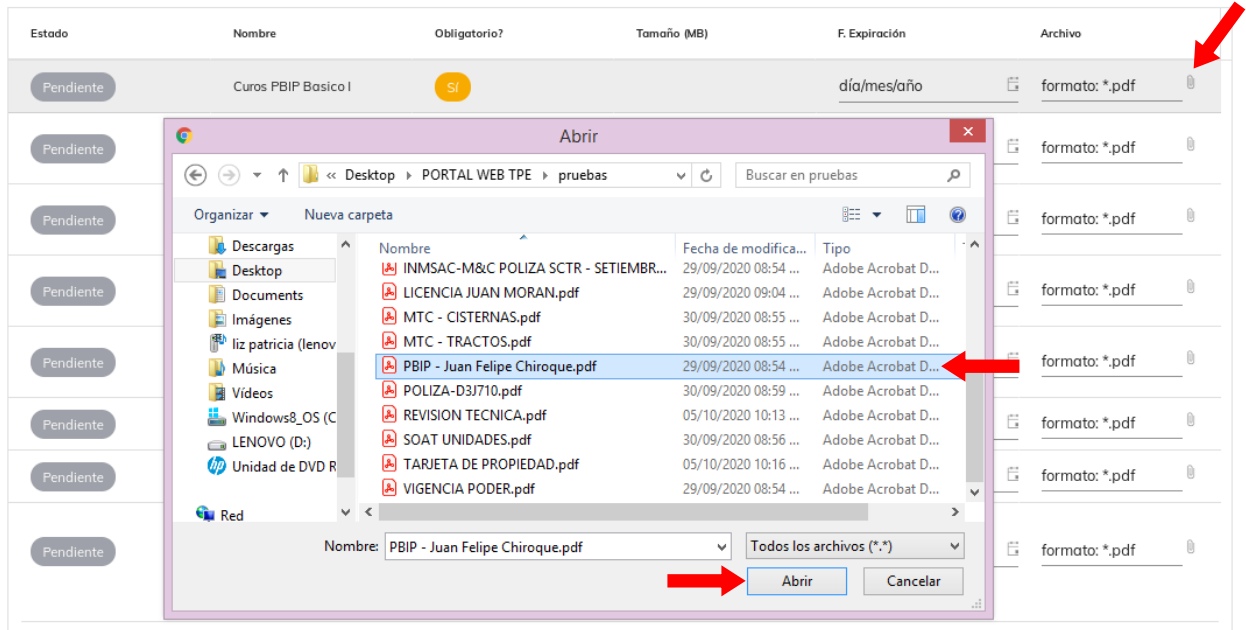 Estado Nombre Obligatorio? Tamaño (MB) F. Expiración Archivo
Pendiente Curos PBIP Basico I Sí día/mes/año formato: *.pdf
Pendiente formato: *.pdf
Pendiente formato: *.pdf
Pendiente formato: *.pdf
Pendiente formato: *.pdf
Pendiente formato: *.pdf
Pendiente formato: *.pdf
Pendiente formato: *.pdf
Abrir
« Desktop PORTAL WEB TPE pruebas Buscar en pruebas
Organizar Nueva carpeta
Descargas
Desktop
Documents
Imágenes
liz patricia (lenov
Música
Vídeos
Windows8_OS (C
LENOVO (D:)
Unidad de DVD R
Red
Nombre Fecha de modifica... Tipo
INMSAC-M&C POLIZA SCTR - SETIEMBR... 29/09/2020 08:54 ... Adobe Acrobat D...
LICENCIA JUAN MORAN.pdf 29/09/2020 09:04 ... Adobe Acrobat D...
MTC - CISTERNAS.pdf 30/09/2020 08:55 ... Adobe Acrobat D...
MTC - TRACTOS.pdf 30/09/2020 08:55 ... Adobe Acrobat D...
PBIP - Juan Felipe Chiroque.pdf 29/09/2020 08:54 ... Adobe Acrobat D...
POLIZA-D3J710.pdf 30/09/2020 08:59 ... Adobe Acrobat D...
REVISION TECNICA.pdf 05/10/2020 10:13 ... Adobe Acrobat D...
SOAT UNIDADES.pdf 30/09/2020 08:56 ... Adobe Acrobat D...
TARJETA DE PROPIEDAD.pdf 05/10/2020 10:16 ... Adobe Acrobat D...
VIGENCIA PODER.pdf 29/09/2020 08:54 ... Adobe Acrobat D...
Nombre: PBIP - Juan Felipe Chiroque.pdf Todos los archivos (*.*)
Abrir Cancelar